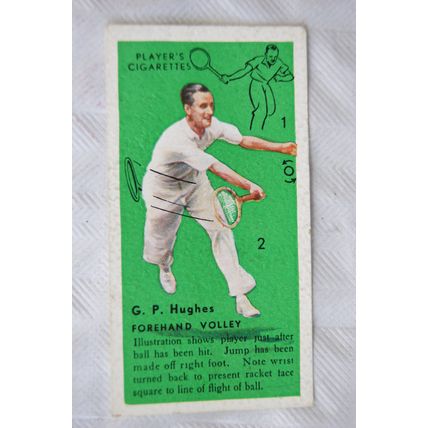 PLAYER'S
CIGARETTES
1
2
G. P. Hughes
FOREHAND VOLLEY
Illustration shows player just after
ball has been hit. Jump has been
made off right foot. Note wrist
turned back to present racket face
square to line of flight of ball.